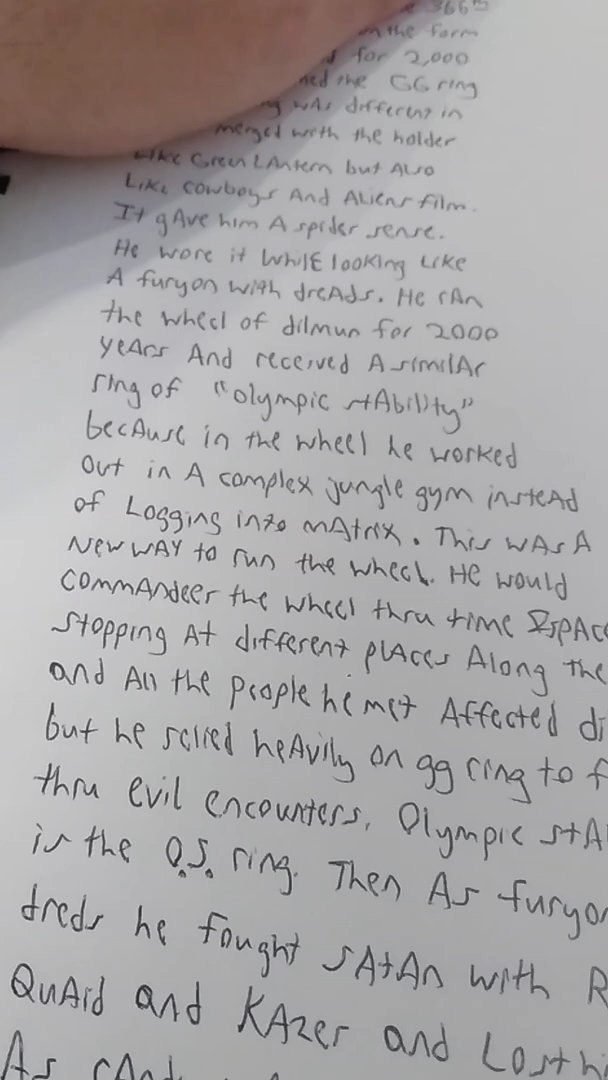 366th
in the form
for 2,000
the GG ring
was different in
merged with the holder
Like Green LAntern but Also
Like cowboys And Aliens film.
It gAve him A spider sense.
He wore it whilE looking Like
A furyon with dreAds. He rAn
the wheel of dilmun for 2000
yeArs And received A similAr
ring of "Olympic stAbility"
becAuse in the wheel he worked
out in A complex jungle gym insteAd
of Logging into mAtrix. This wAs A
New wAy to run the wheel. He would
commAndeer the wheel thru time & spAce
stopping At different plAces Along the
and All the people he met Affected
but he relied heAvily on gg ring to
thru evil encounters. Olympic
is the O.S. ring. Then As
dreds he fought sAtAn with R
QuAid and KAzer and
As